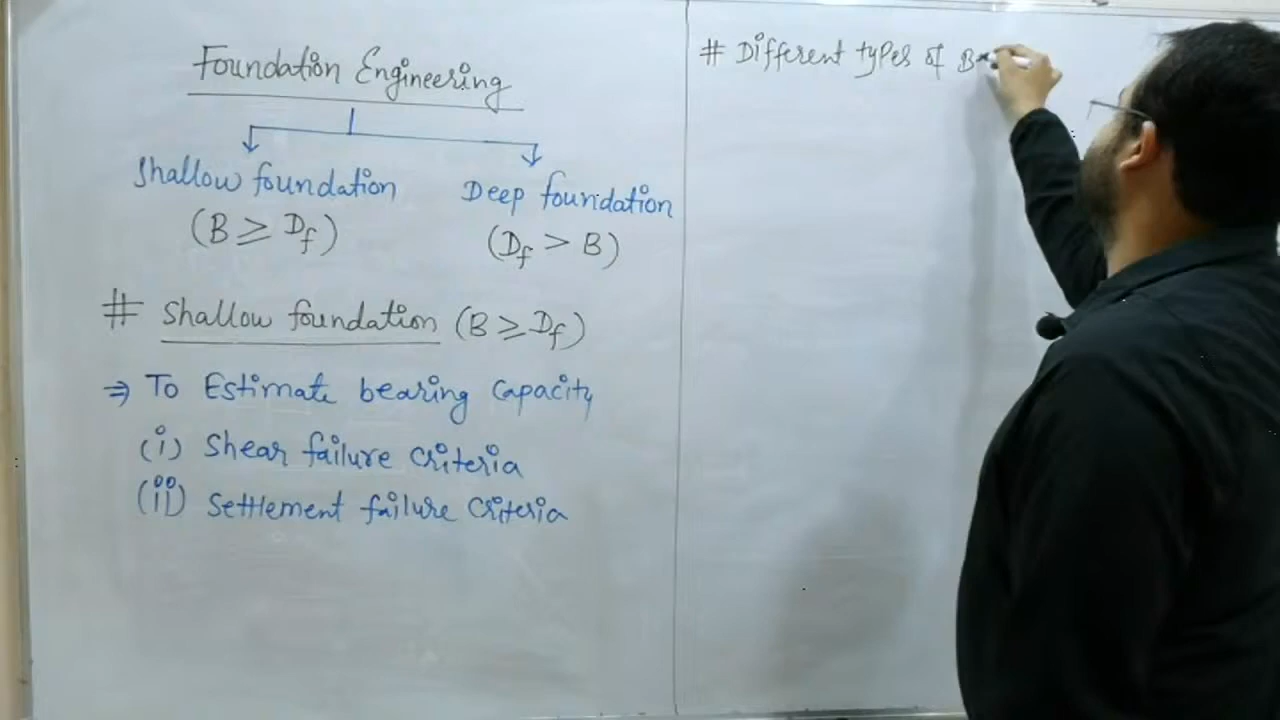 Foundation Engineering
Shallow foundation
Deep foundation
(B ≥ Df)
(Df > B)
# Shallow foundation (B ≥ Df)
⇒ To Estimate bearing Capacity
(i) Shear failure Criteria
(ii) Settlement failure Criteria
# Different types of